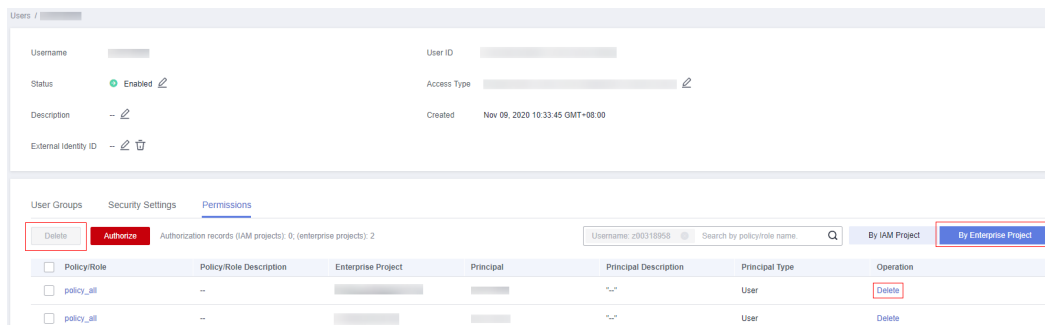 Users /
Username User ID
Status Enabled Access Type
Description -- Created Nov 09, 2020 10:33:45 GMT+08:00
External Identity ID --
User Groups Security Settings Permissions
Delete Authorize Authorization records (IAM projects): 0; (enterprise projects): 2 Username: z00318958 Search by policy/role name. By IAM Project By Enterprise Project
Policy/Role Policy/Role Description Enterprise Project Principal Principal Description Principal Type Operation
policy_all -- "--" User Delete
policy_all -- "--" User Delete